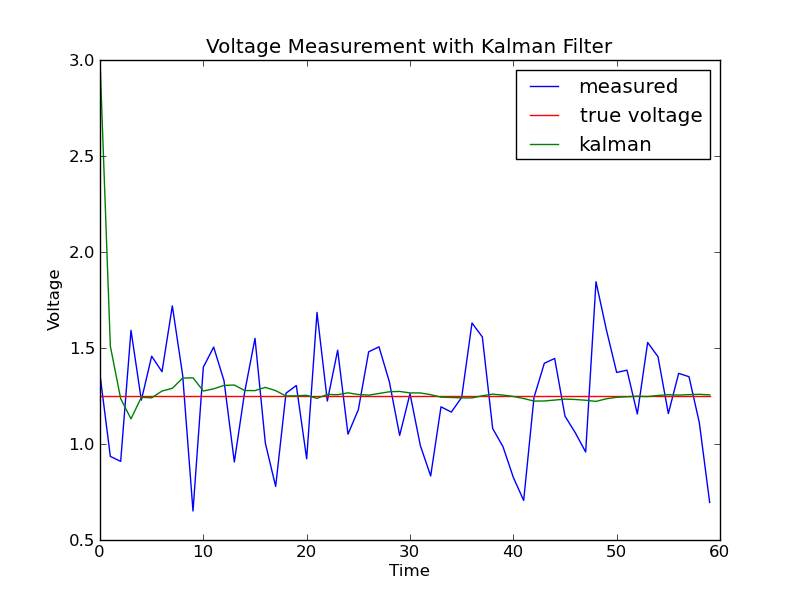 Voltage Measurement with Kalman Filter
measured
true voltage
kalman
3.0
2.5
2.0
1.5
1.0
0.5
Voltage
0 10 20 30 40 50 60
Time